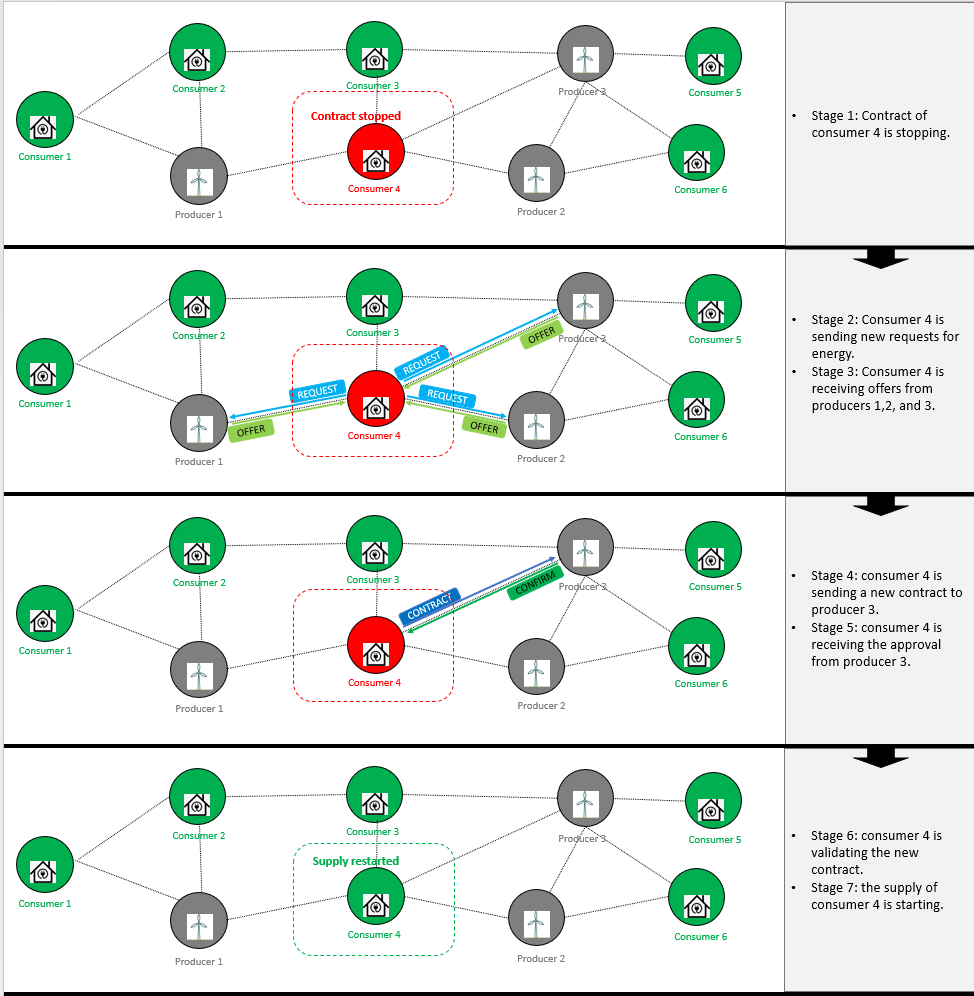 Consumer 2
Consumer 3
Producer 3
Consumer 5
Contract stopped
Consumer 1
Consumer 4
Consumer 6
Producer 1
Producer 2
• Stage 1: Contract of
consumer 4 is stopping.
Consumer 2
Consumer 3
Producer 3
Consumer 5
OFFER
REQUEST
REQUEST
REQUEST
Consumer 1
OFFER
OFFER
Consumer 4
Consumer 6
Producer 1
Producer 2
• Stage 2: Consumer 4 is
sending new requests for
energy.
• Stage 3: Consumer 4 is
receiving offers from
producers 1,2, and 3.
Consumer 2
Consumer 3
Producer 3
Consumer 5
CONFIRM
CONTRACT
Consumer 1
Consumer 4
Consumer 6
Producer 1
Producer 2
• Stage 4: consumer 4 is
sending a new contract to
producer 3.
• Stage 5: consumer 4 is
receiving the approval
from producer 3.
Consumer 2
Consumer 3
Producer 3
Consumer 5
Supply restarted
Consumer 1
Consumer 4
Consumer 6
Producer 1
Producer 2
• Stage 6: consumer 4 is
validating the new
contract.
• Stage 7: the supply of
consumer 4 is starting.